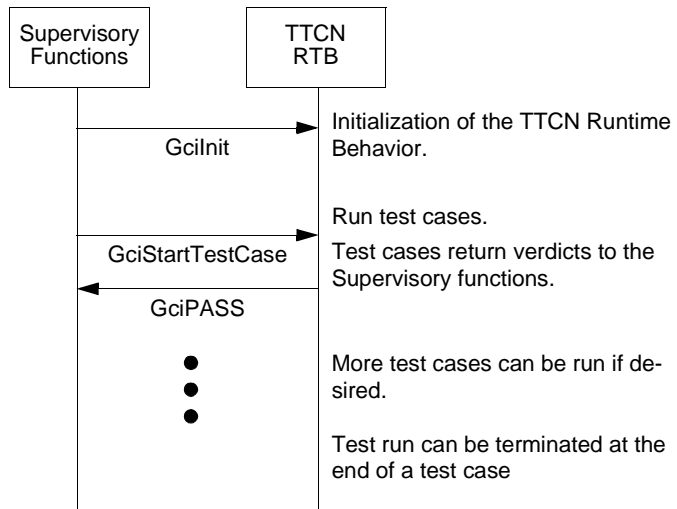 Supervisory
Functions
TTCN
RTB
GciInit
Initialization of the TTCN Runtime
Behavior.
Run test cases.
GciStartTestCase
Test cases return verdicts to the
Supervisory functions.
GciPASS
More test cases can be run if de-
sired.
Test run can be terminated at the
end of a test case